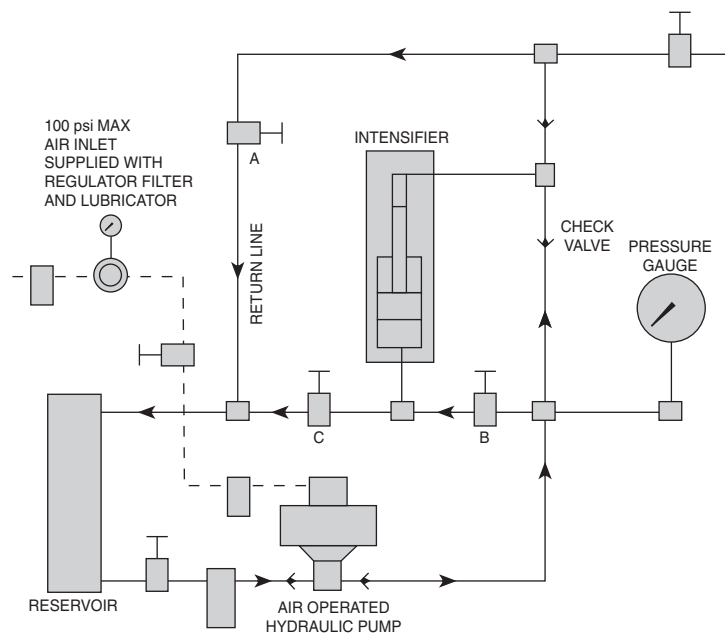 100 psi MAX
AIR INLET
SUPPLIED WITH
REGULATOR FILTER
AND LUBRICATOR
A
INTENSIFIER
RETURN LINE
CHECK
VALVE
PRESSURE
GAUGE
C
B
RESERVOIR
AIR OPERATED
HYDRAULIC PUMP